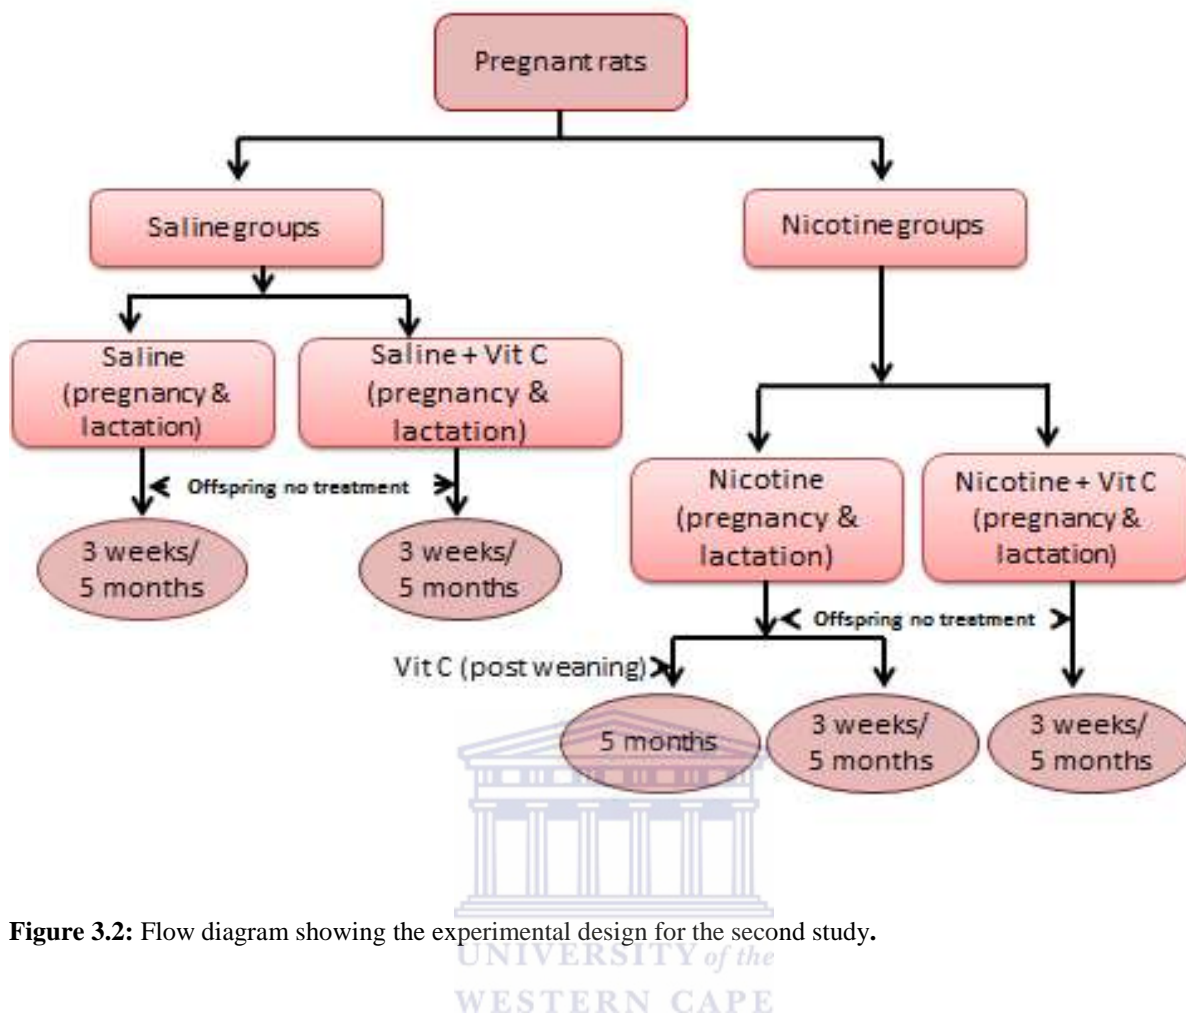 Pregnant rats
Saline groups
Nicotine groups
Saline
(pregnancy &
lactation)
Saline + Vit C
(pregnancy &
lactation)
Offspring no treatment
3 weeks/
5 months
3 weeks/
5 months
Nicotine
(pregnancy &
lactation)
Nicotine + Vit C
(pregnancy &
lactation)
Offspring no treatment
Vit C (post weaning)
5 months
3 weeks/
5 months
3 weeks/
5 months
Figure 3.2: Flow diagram showing the experimental design for the second study.
UNIVERSITY of the
WESTERN CAPE